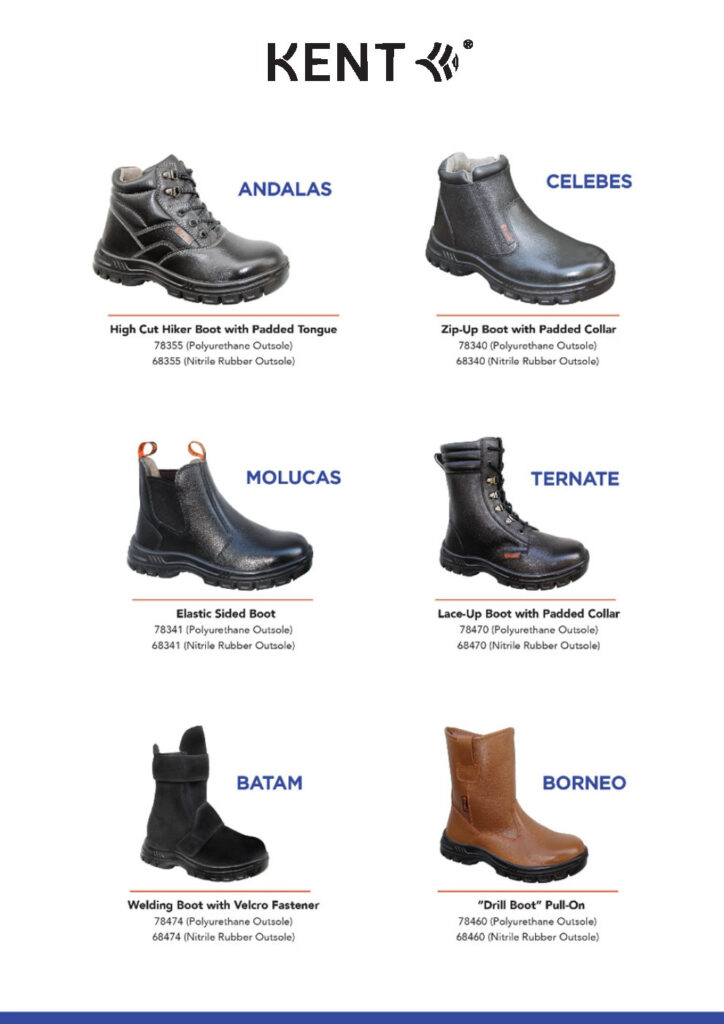 KENT ®
ANDALAS
High Cut Hiker Boot with Padded Tongue
78355 (Polyurethane Outsole)
68355 (Nitrile Rubber Outsole)
CELEBES
Zip-Up Boot with Padded Collar
78340 (Polyurethane Outsole)
68340 (Nitrile Rubber Outsole)
MOLUCAS
Elastic Sided Boot
78341 (Polyurethane Outsole)
68341 (Nitrile Rubber Outsole)
TERNATE
Lace-Up Boot with Padded Collar
78470 (Polyurethane Outsole)
68470 (Nitrile Rubber Outsole)
BATAM
Welding Boot with Velcro Fastener
78474 (Polyurethane Outsole)
68474 (Nitrile Rubber Outsole)
BORNEO
“Drill Boot” Pull-On
78460 (Polyurethane Outsole)
68460 (Nitrile Rubber Outsole)